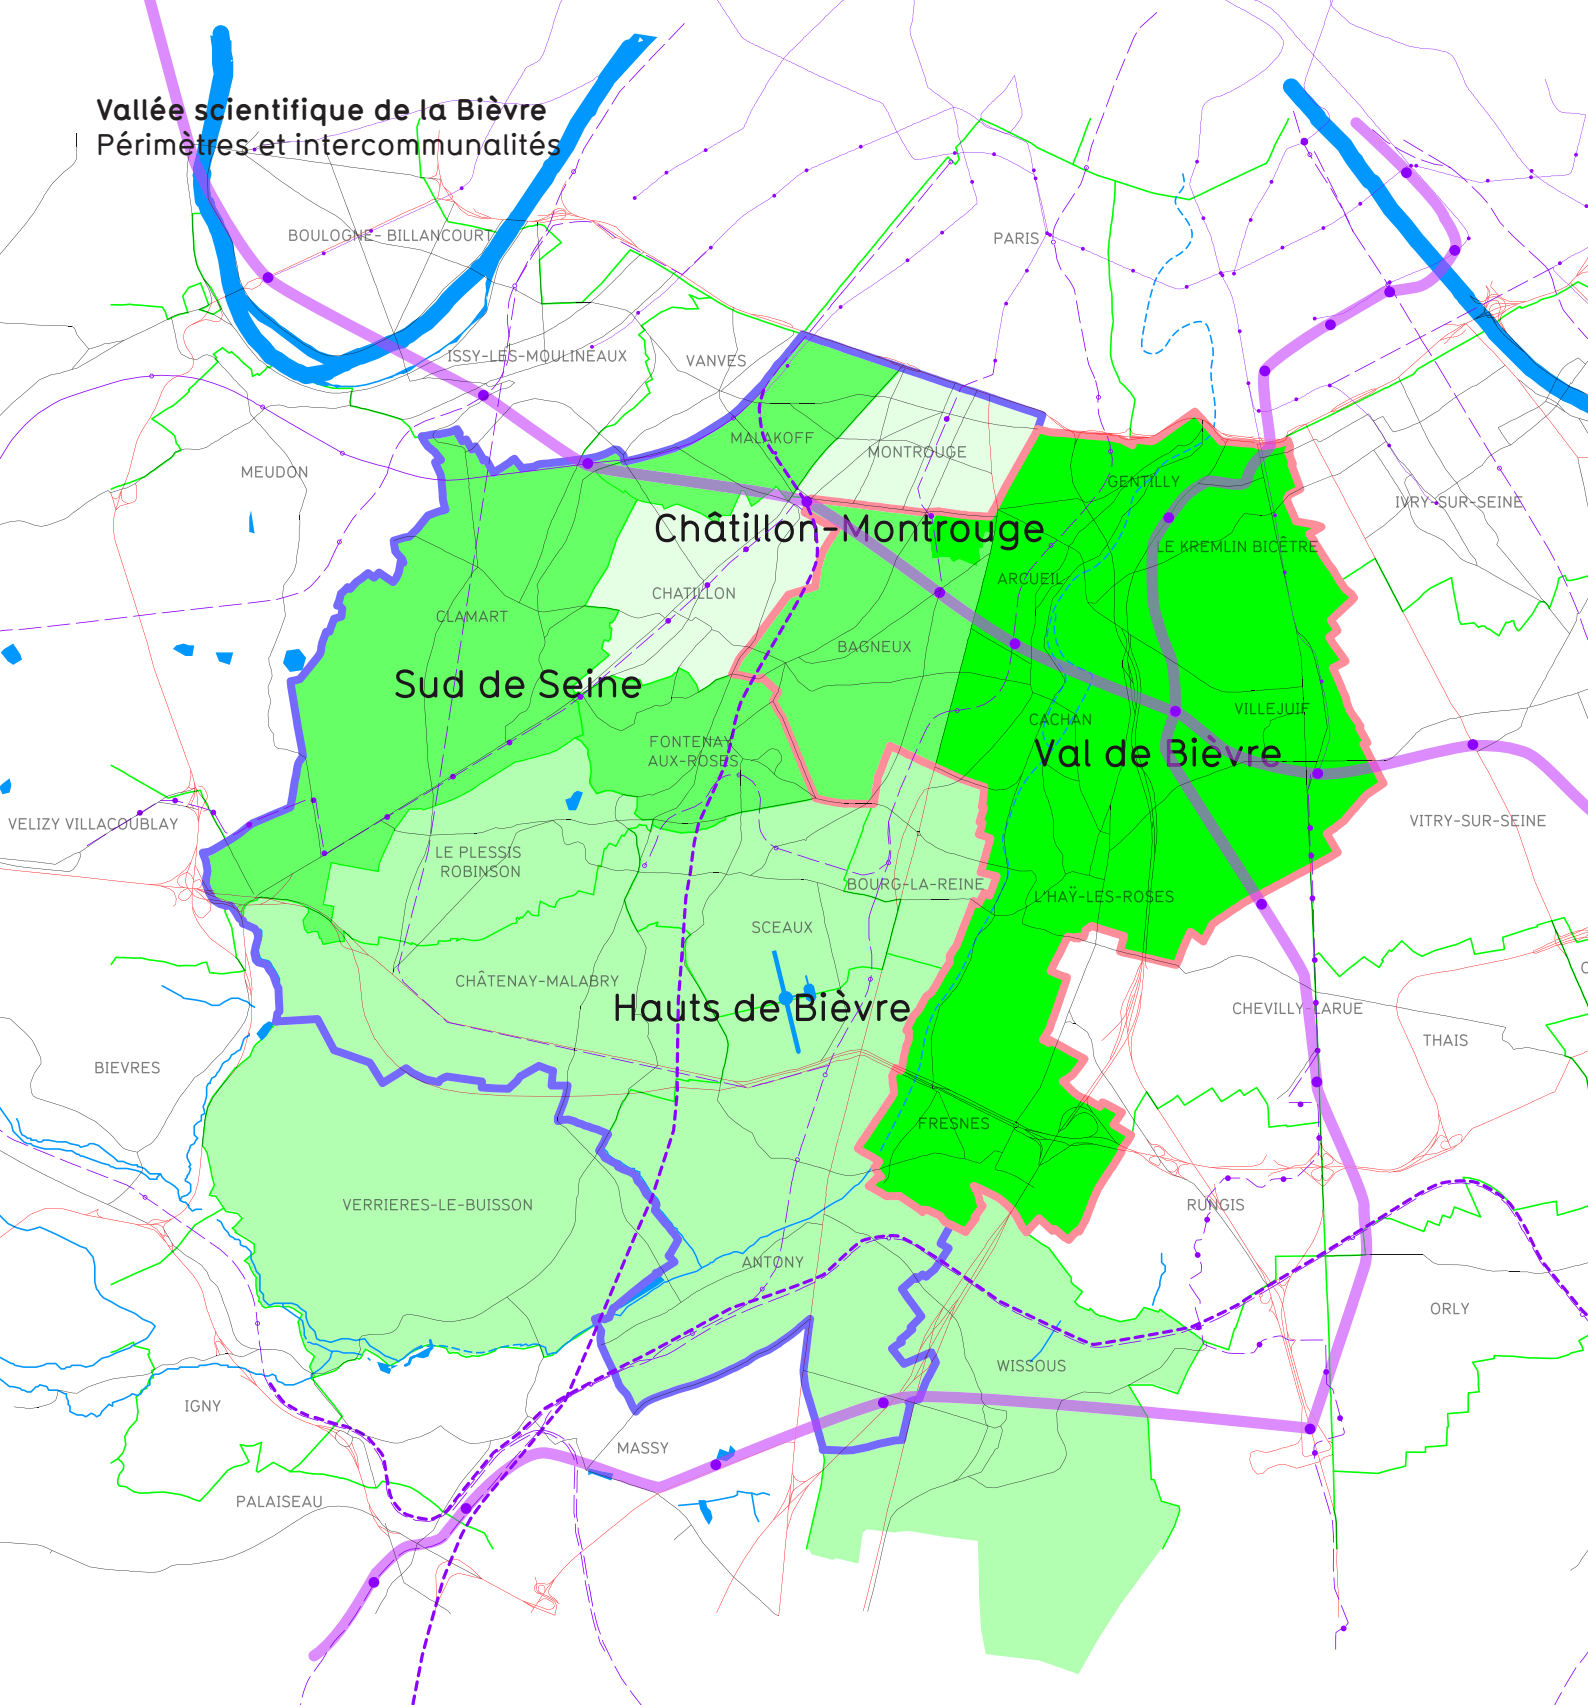 Vallée scientifique de la Bièvre
Périmètres et intercommunalités
BOULOGNE- BILLANCOURT
PARIS
ISSY-LES-MOULINEAUX
VANVES
MALAKOFF
MONTROUGE
MEUDON
GENTILLY
IVRY-SUR-SEINE
Châtillon-Montrouge
LE KREMLIN BICÊTRE
ARCUEIL
CHATILLON
CLAMART
BAGNEUX
Sud de Seine
CACHAN
VILLEJUIF
FONTENAY
AUX-ROSES
Val de Bièvre
VELIZY VILLACOUBLAY
VITRY-SUR-SEINE
LE PLESSIS
ROBINSON
BOURG-LA-REINE
L'HAŸ-LES-ROSES
SCEAUX
CHÂTENAY-MALABRY
Hauts de Bièvre
CHEVILLY-LARUE
THAIS
BIEVRES
FRESNES
VERRIERES-LE-BUISSON
RUNGIS
ANTONY
ORLY
WISSOUS
IGNY
MASSY
PALAISEAU